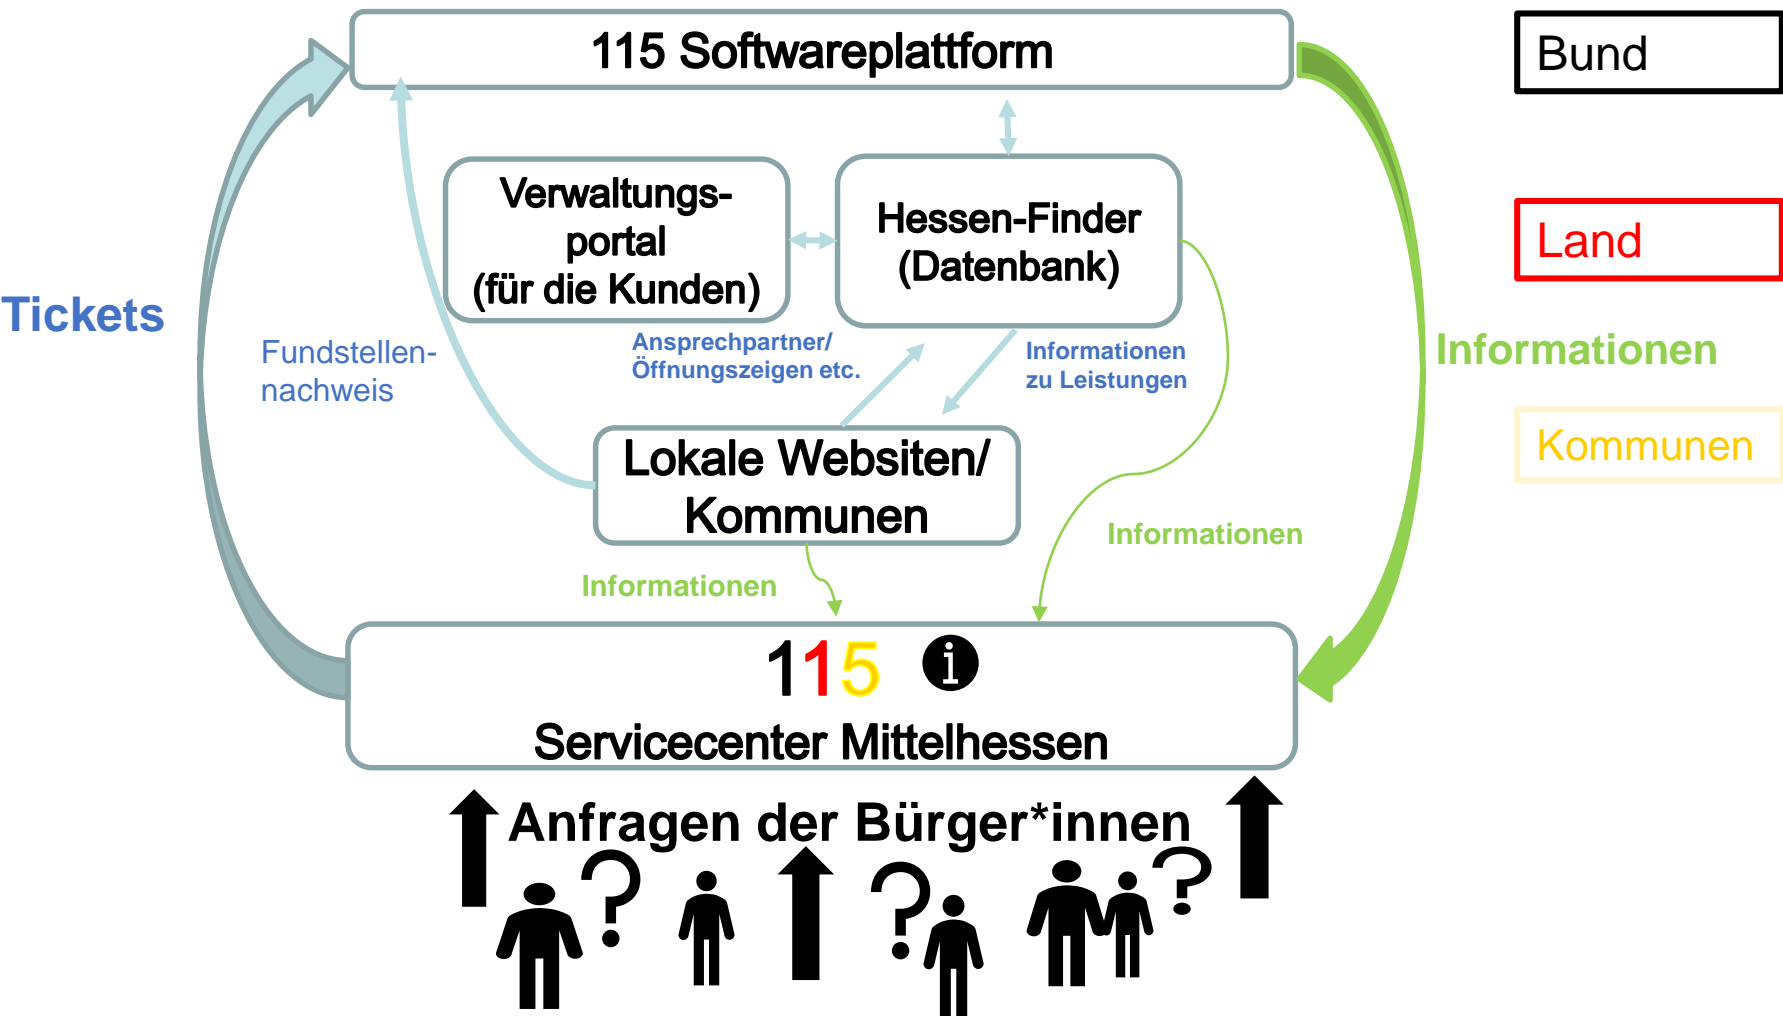 115 Softwareplattform
Bund
Verwaltungs-
portal
(für die Kunden)
Hessen-Finder
(Datenbank)
Land
Tickets
Fundstellen-
nachweis
Ansprechpartner/
Öffnungszeigen etc.
Informationen
zu Leistungen
Informationen
Kommunen
Lokale Websiten/
Kommunen
Informationen
Informationen
115
Servicecenter Mittelhessen
Anfragen der Bürger*innen
? ? ?